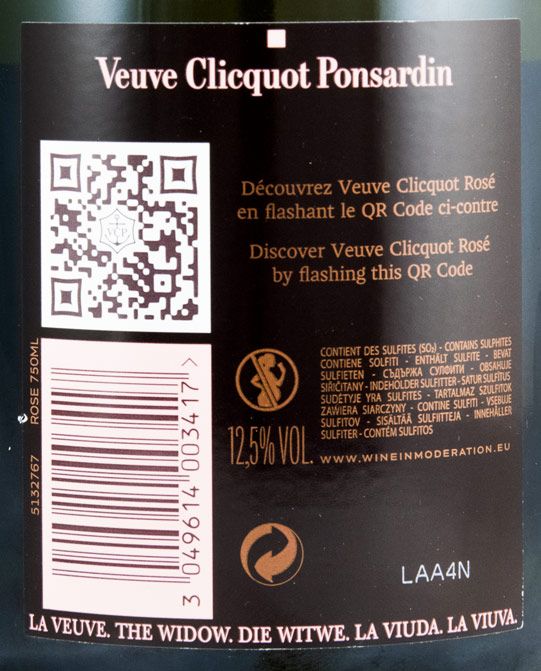 Veuve Clicquot Ponsardin
VCP
Découvrez Veuve Clicquot Rosé
en flashant le QR Code ci-contre
Discover Veuve Clicquot Rosé
by flashing this QR Code
5132767 ROSE 750ML
3 049614 003417 >
CONTIENT DES SULFITES (SO₂) - CONTAINS SULPHITES
CONTIENE SOLFITI - ENTHÄLT SULFITE - BEVAT
SULFIETEN - СЪДЪРЖА СУЛФИТИ - OBSAHUJE
SIŘIČITANY - INDEHOLDER SULFITTER - SATUR SULFĪTUS
SUDĖTYJE YRA SULFITES - TARTALMAZ SZULFITOK
ZAWIERA SIARCZYNY - CONTINE SULFITI - VSEBUJE
SULFITOV - SISÄLTÄÄ SULFIITTEJA - INNEHÅLLER
SULFITER - CONTÉM SULFITOS
12,5% VOL.
WWW.WINEINMODERATION.EU
LAA4N
LA VEUVE. THE WIDOW. DIE WITWE. LA VIUDA. LA VIUVA.